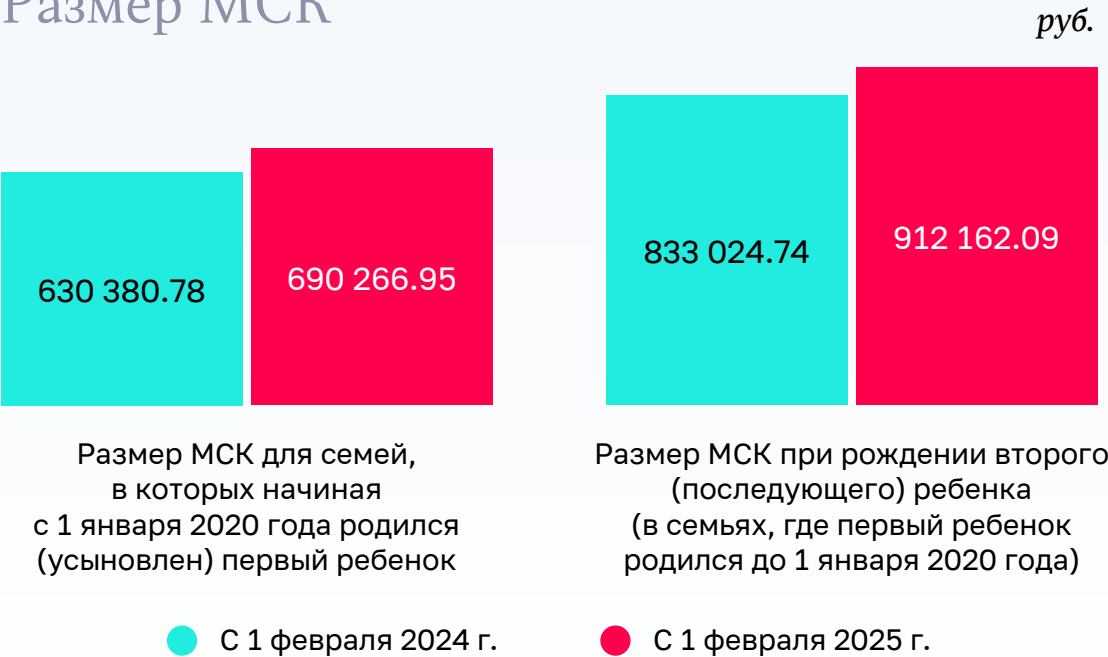 Размер МСК
руб.
630 380.78
690 266.95
833 024.74
912 162.09
Размер МСК для семей,
в которых начиная
с 1 января 2020 года родился
(усыновлен) первый ребенок
Размер МСК при рождении второго
(последующего) ребенка
(в семьях, где первый ребенок
родился до 1 января 2020 года)
С 1 февраля 2024 г.
С 1 февраля 2025 г.